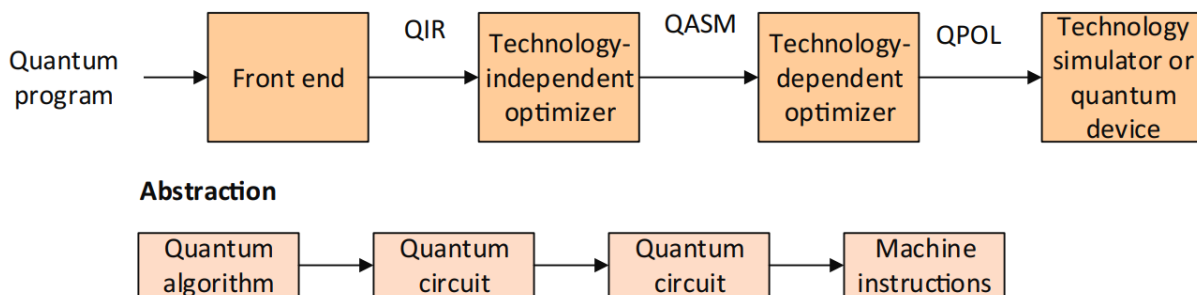 Quantum
program
Front end
QIR
Technology-
independent
optimizer
QASM
Technology-
dependent
optimizer
QPOL
Technology
simulator or
quantum
device
Abstraction
Quantum
algorithm
Quantum
circuit
Quantum
circuit
Machine
instructions